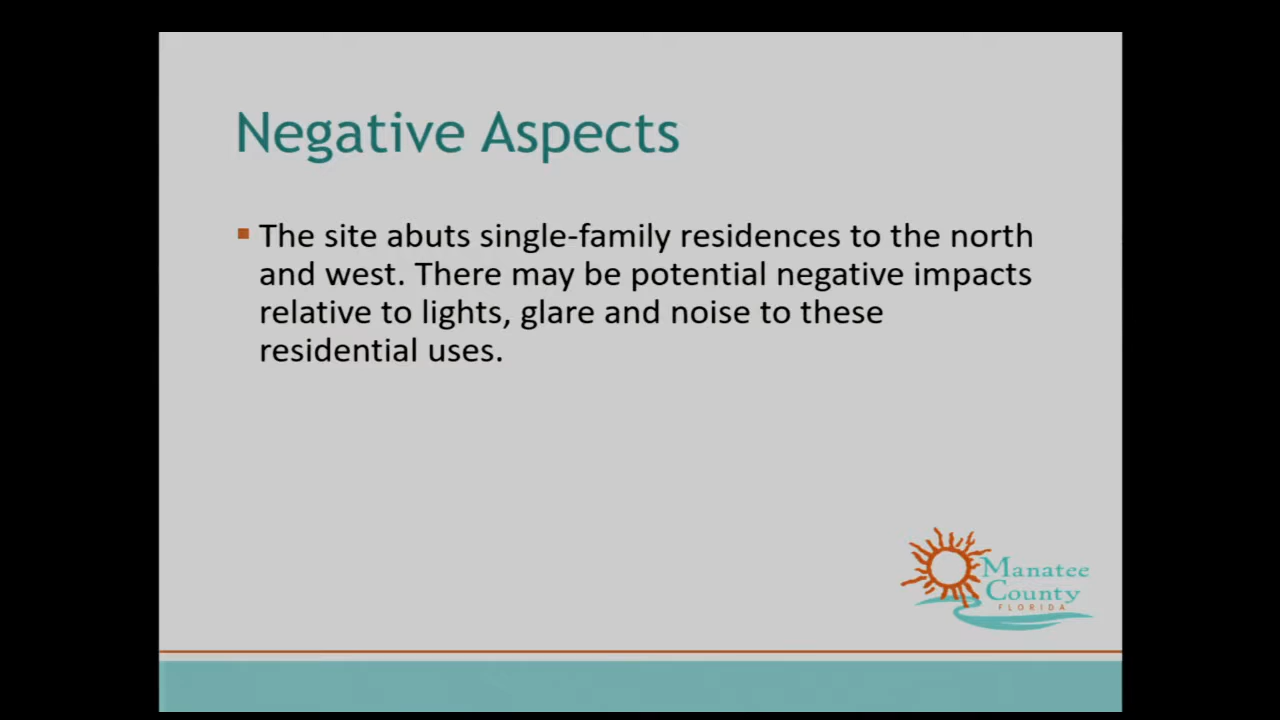 Negative Aspects
The site abuts single-family residences to the north
and west. There may be potential negative impacts
relative to lights, glare and noise to these
residential uses.
Manatee
County
FLORIDA